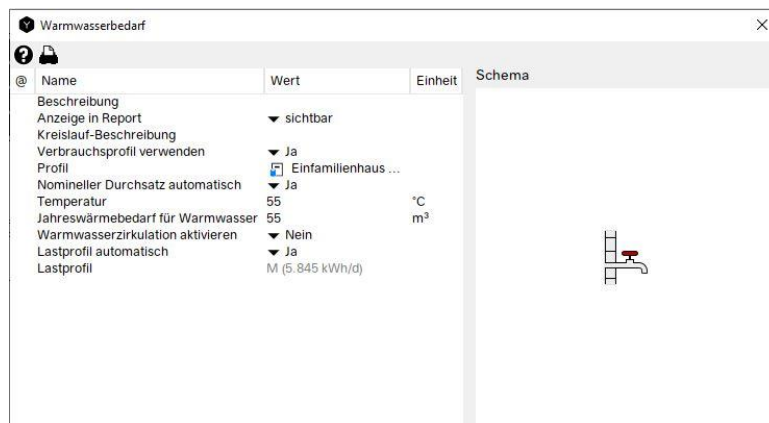 Warmwasserbedarf
@ Name Wert Einheit Schema
Beschreibung
Anzeige in Report sichtbar
Kreislauf-Beschreibung
Verbrauchsprofil verwenden Ja
Profil Einfamilienhaus ...
Nomineller Durchsatz automatisch Ja
Temperatur 55 °C
Jahreswärmebedarf für Warmwasser 55 m³
Warmwasserzirkulation aktivieren Nein
Lastprofil automatisch Ja
Lastprofil M (5.845 kWh/d)